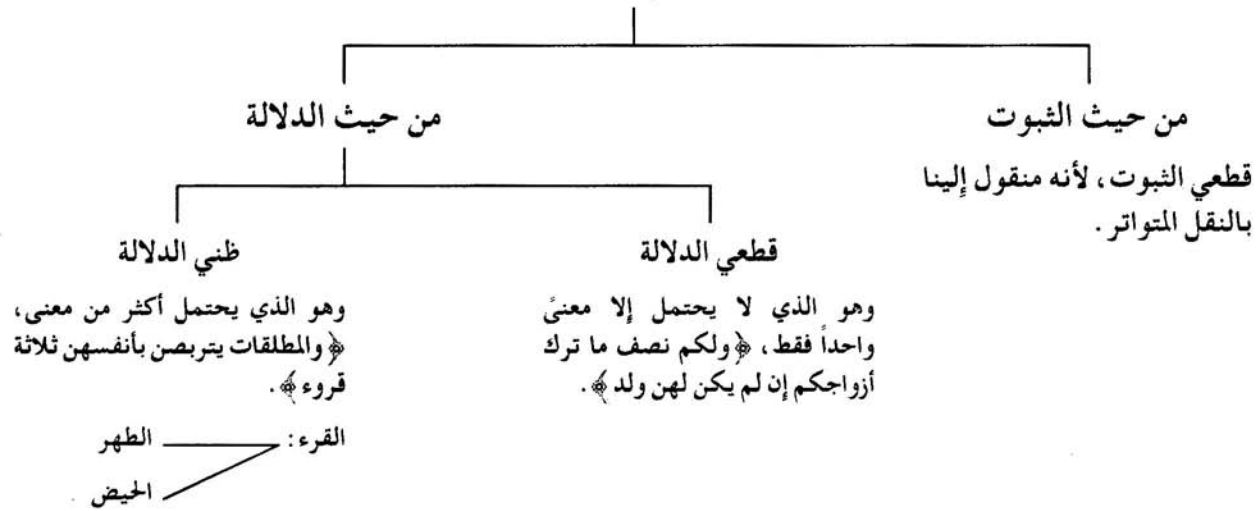 من حيث الثبوت
قطعي الثبوت، لأنه منقول إلينا
بالنقل المتواتر.
من حيث الدلالة
قطعي الدلالة
وهو الذي لا يحتمل إلا معنىً
واحداً فقط، ﴿ولكم نصف ما ترك
أزواجكم إن لم يكن لهن ولد﴾.
ظني الدلالة
وهو الذي يحتمل أكثر من معنى،
﴿والمطلقات يتربصن بأنفسهن ثلاثة
قروء﴾.
القرء: الطهر
الحيض